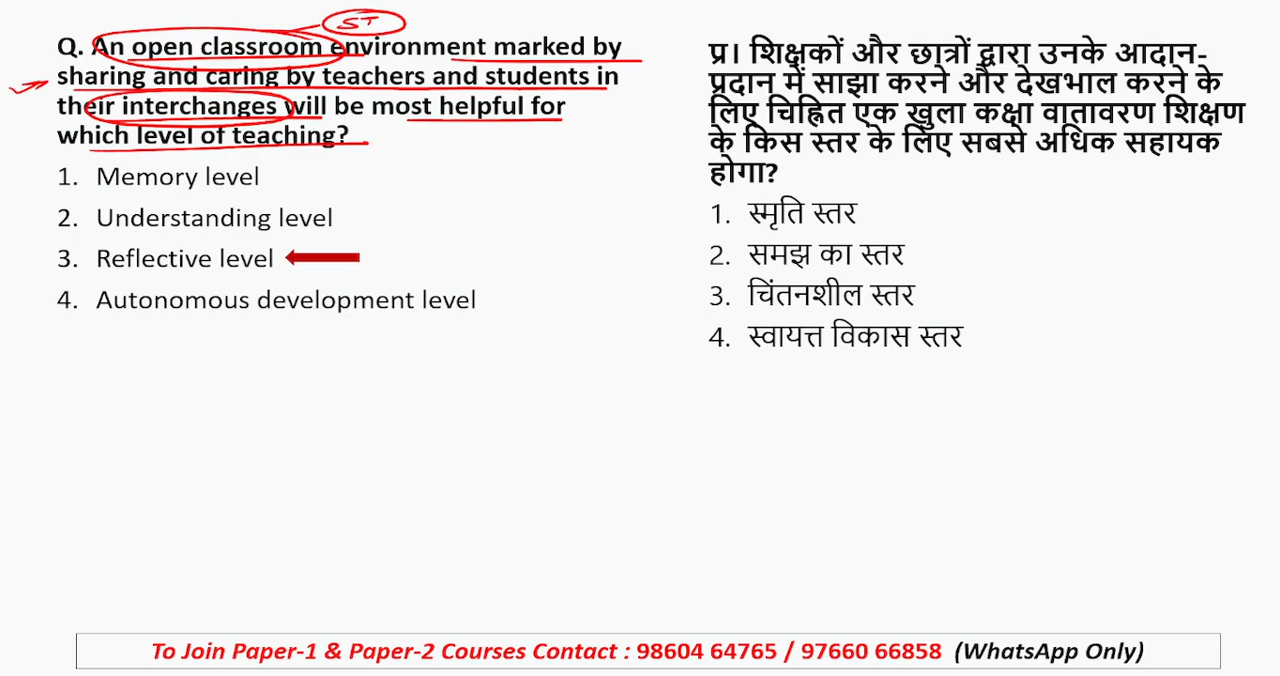 ST
Q. An open classroom environment marked by
sharing and caring by teachers and students in
their interchanges will be most helpful for
which level of teaching?
1. Memory level
2. Understanding level
3. Reflective level
4. Autonomous development level
प्र। शिक्षकों और छात्रों द्वारा उनके आदान-
प्रदान में साझा करने और देखभाल करने के
लिए चिह्नित एक खुला कक्षा वातावरण शिक्षण
के किस स्तर के लिए सबसे अधिक सहायक
होगा?
1. स्मृति स्तर
2. समझ का स्तर
3. चिंतनशील स्तर
4. स्वायत्त विकास स्तर
To Join Paper-1 & Paper-2 Courses Contact : 98604 64765 / 97660 66858 (WhatsApp Only)